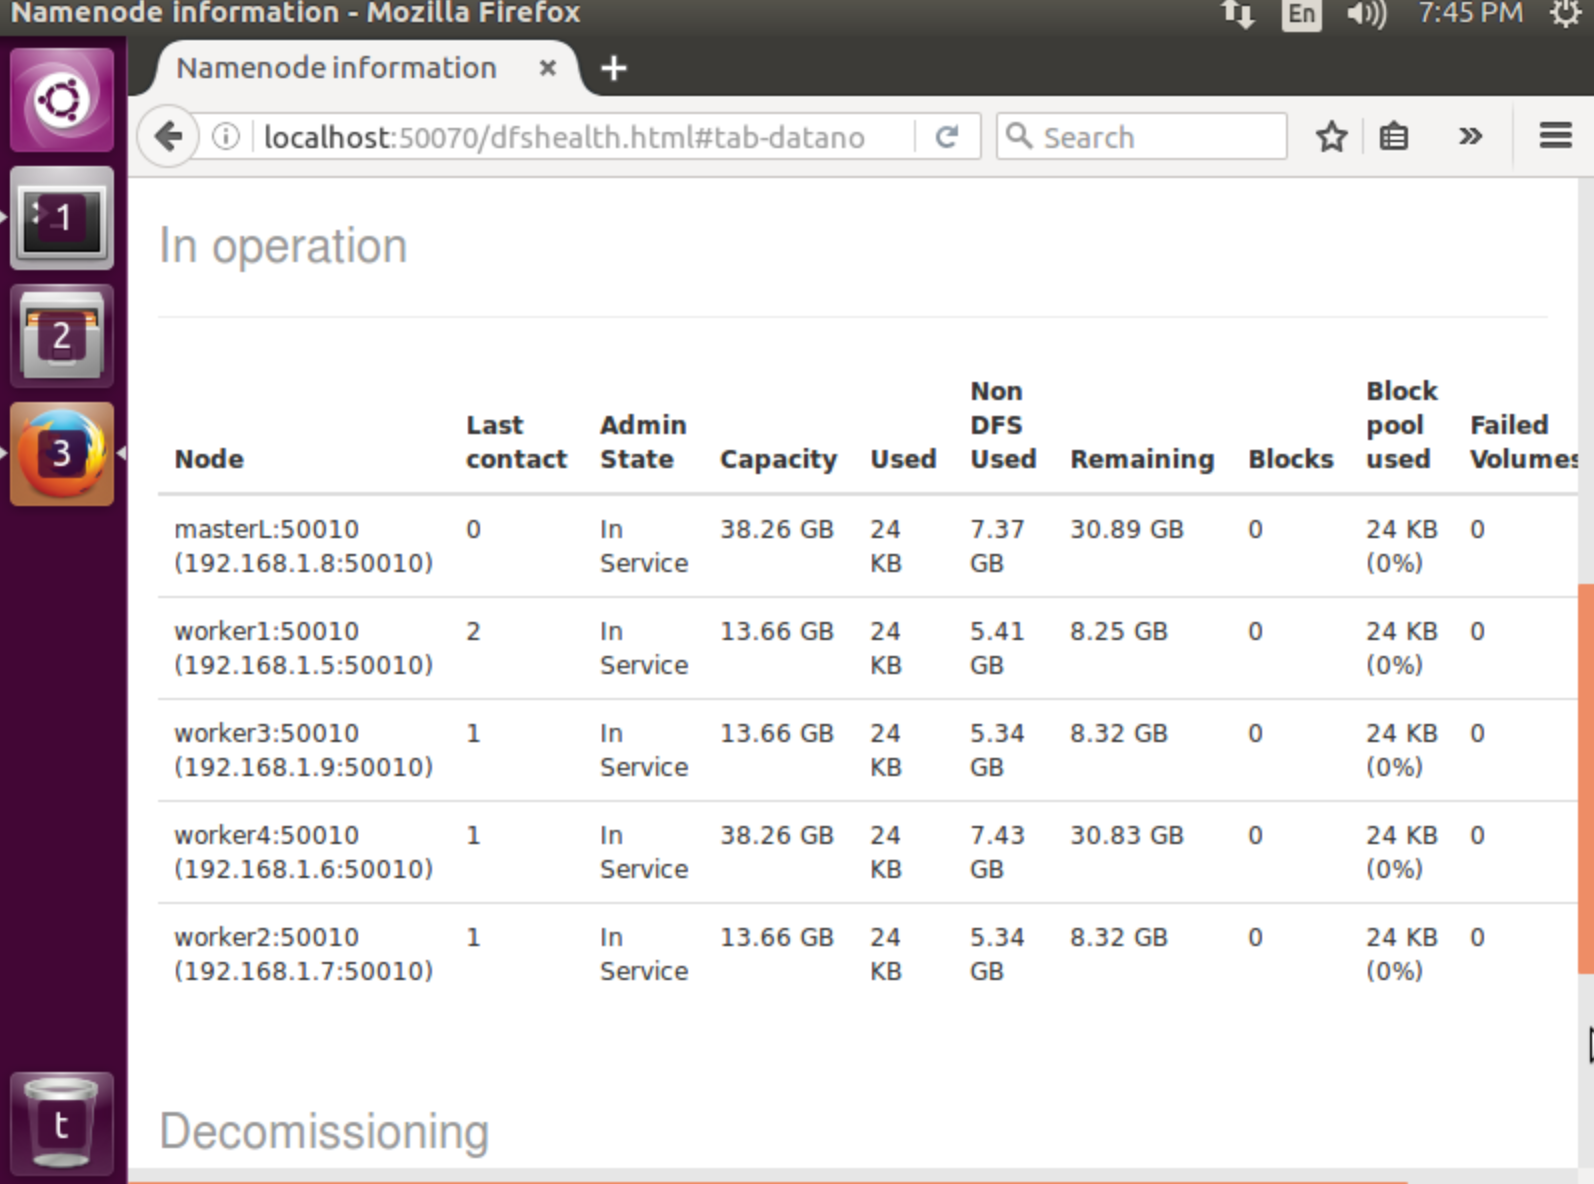 Namenode information - Mozilla Firefox
En
7:45 PM
Namenode information
localhost:50070/dfshealth.html#tab-datano
Search
1
2
3
t
In operation
Node Last contact Admin State Capacity Used Non DFS Used Remaining Blocks Block pool used Failed Volumes
masterL:50010 0 In 38.26 GB 24 7.37 30.89 GB 0 24 KB 0
(192.168.1.8:50010) Service KB GB (0%)
worker1:50010 2 In 13.66 GB 24 5.41 8.25 GB 0 24 KB 0
(192.168.1.5:50010) Service KB GB (0%)
worker3:50010 1 In 13.66 GB 24 5.34 8.32 GB 0 24 KB 0
(192.168.1.9:50010) Service KB GB (0%)
worker4:50010 1 In 38.26 GB 24 7.43 30.83 GB 0 24 KB 0
(192.168.1.6:50010) Service KB GB (0%)
worker2:50010 1 In 13.66 GB 24 5.34 8.32 GB 0 24 KB 0
(192.168.1.7:50010) Service KB GB (0%)
Decomissioning